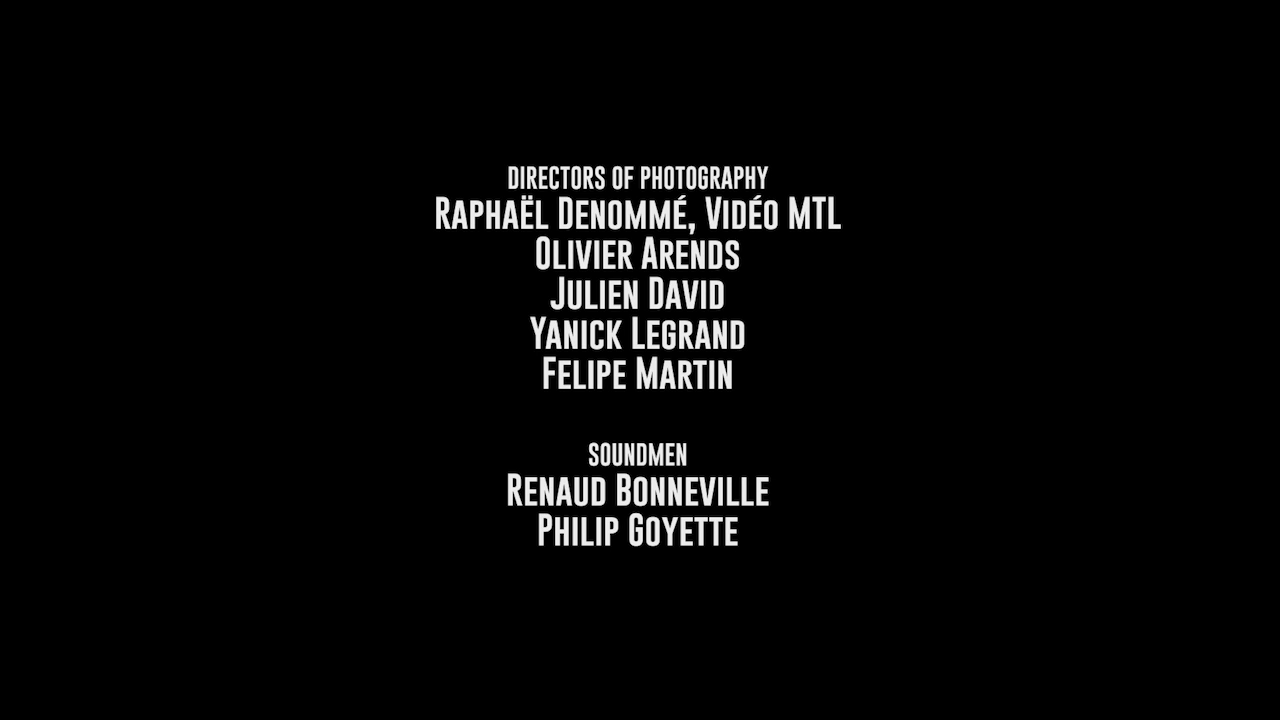 DIRECTORS OF PHOTOGRAPHY
RAPHAËL DENOMMÉ, VIDÉO MTL
OLIVIER ARENDS
JULIEN DAVID
YANICK LEGRAND
FELIPE MARTIN
SOUNDMEN
RENAUD BONNEVILLE
PHILIP GOYETTE